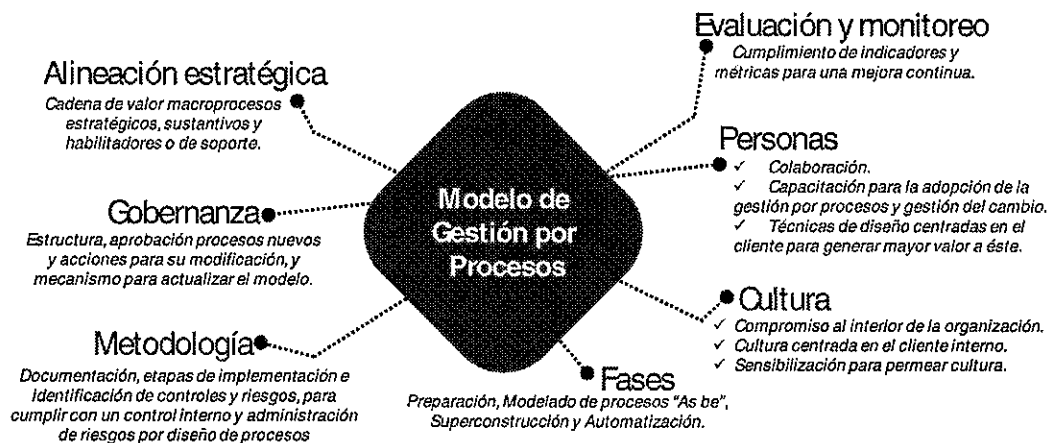 Alineación estratégica
Cadena de valor macroprocesos
estratégicos, sustantivos y
habilitadores o de soporte.
Gobernanza
Estructura, aprobación procesos nuevos
y acciones para su modificación, y
mecanismo para actualizar el modelo.
Metodología
Documentación, etapas de implementación e
Identificación de controles y riesgos, para
cumplir con un control interno y administración
de riesgos por diseño de procesos
Modelo de
Gestión por
Procesos
Evaluación y monitoreo
Cumplimiento de indicadores y
métricas para una mejora continua.
Personas
✓ Colaboración.
✓ Capacitación para la adopción de la
gestión por procesos y gestión del cambio.
✓ Técnicas de diseño centradas en el
cliente para generar mayor valor a éste.
Cultura
✓ Compromiso al interior de la organización.
✓ Cultura centrada en el cliente interno.
✓ Sensibilización para permear cultura.
Fases
Preparación, Modelado de procesos "As be",
Superconstrucción y Automatización.